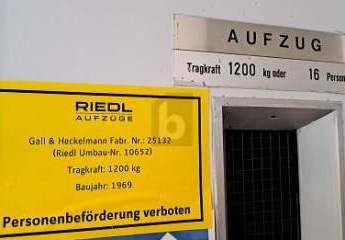 AUFZUG
Tragkraft 1200 kg oder 16 Person
RIEDL
AUFZÜGE
Gall & Heckelmann Fabr. Nr.: 25132
(Riedl Umbau-Nr. 10652)
Tragkraft: 1200 kg
Baujahr: 1969
Personenbeförderung verboten